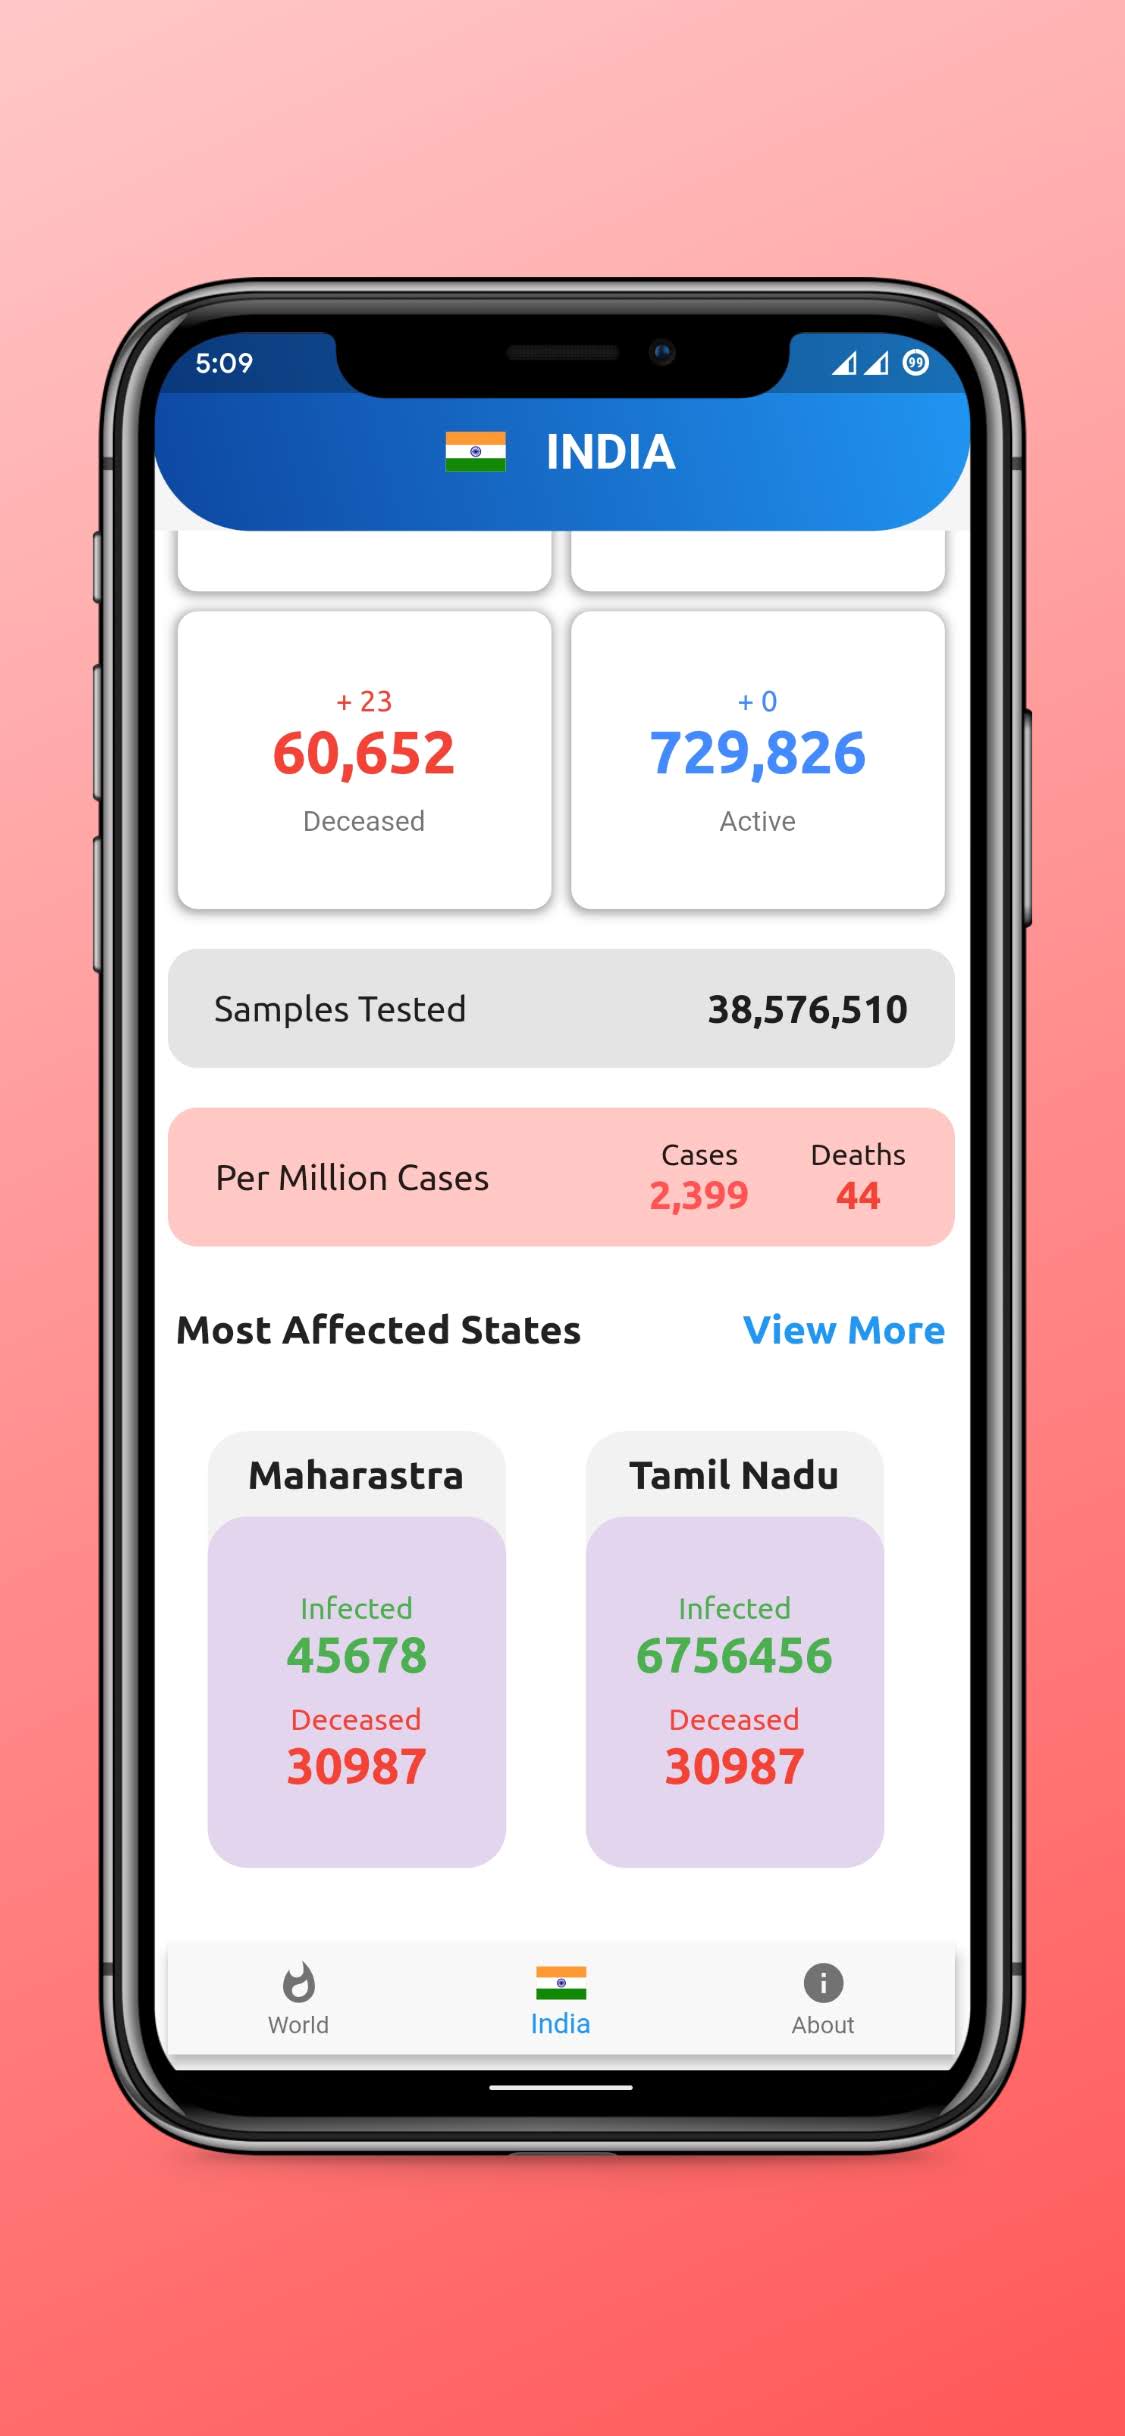 5:09
99
INDIA
+ 23
60,652
Deceased
+ 0
729,826
Active
Samples Tested
38,576,510
Per Million Cases
Cases
2,399
Deaths
44
Most Affected States
View More
Maharastra
Infected
45678
Deceased
30987
Tamil Nadu
Infected
6756456
Deceased
30987
World
India
About